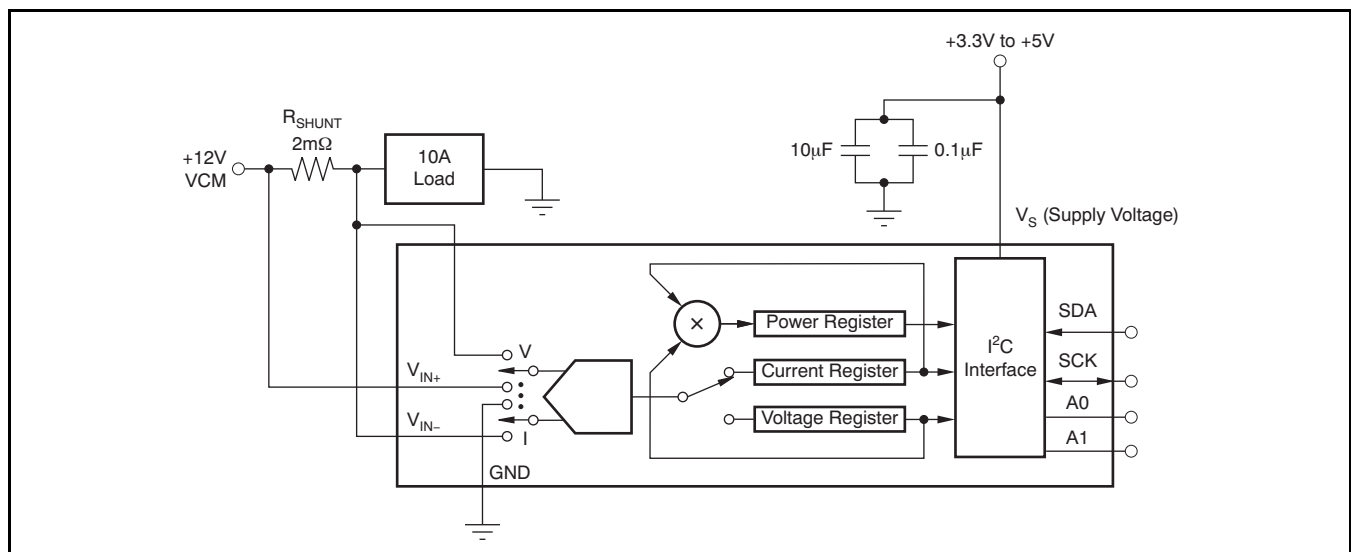 +3.3V to +5V
R_SHUNT
2mΩ
+12V
VCM
10A
Load
10μF
0.1μF
V_S (Supply Voltage)
×
Power Register
SDA
V
I²C
Interface
SCK
V_IN+
Current Register
A0
V_IN–
I
Voltage Register
A1
GND